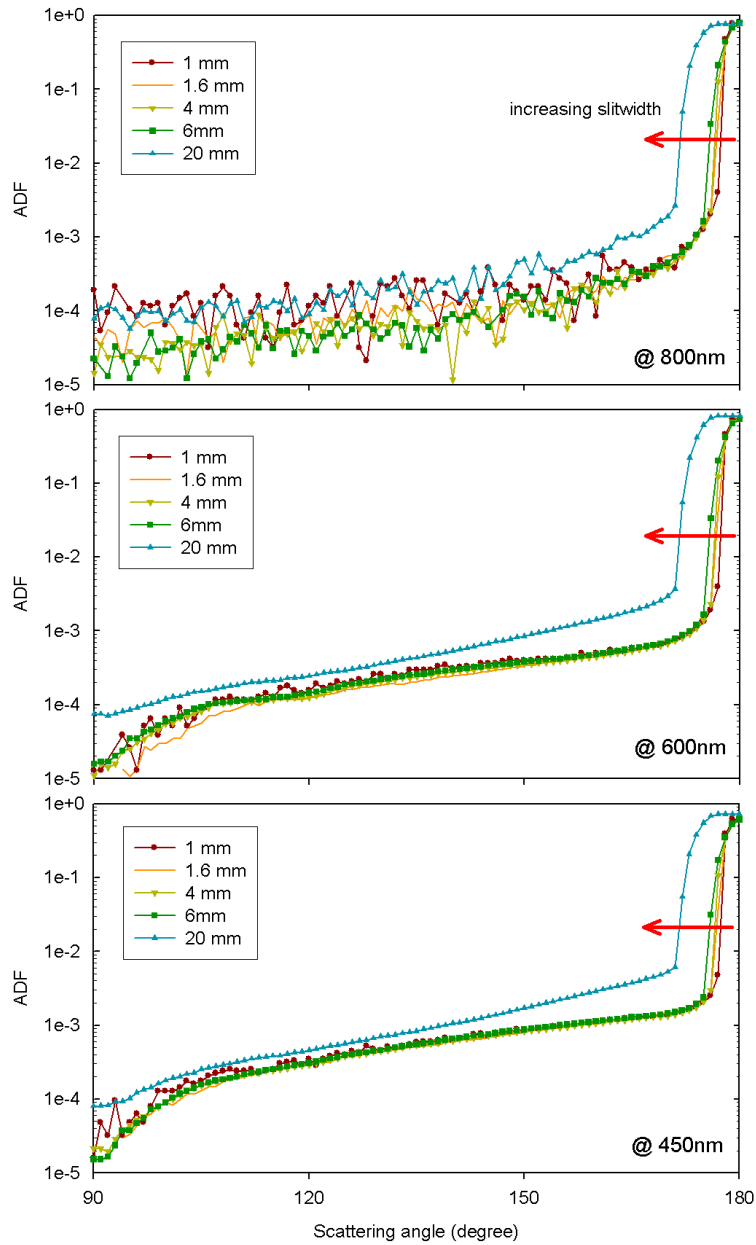 1e+0
1e-1
1e-2
1e-3
1e-4
1e-5
ADF
1 mm
1.6 mm
4 mm
6mm
20 mm
increasing slitwidth
@ 800nm
1e+0
1e-1
1e-2
1e-3
1e-4
1e-5
ADF
1 mm
1.6 mm
4 mm
6mm
20 mm
@ 600nm
1e+0
1e-1
1e-2
1e-3
1e-4
1e-5
ADF
1 mm
1.6 mm
4 mm
6mm
20 mm
@ 450nm
90 120 150 180
Scattering angle (degree)